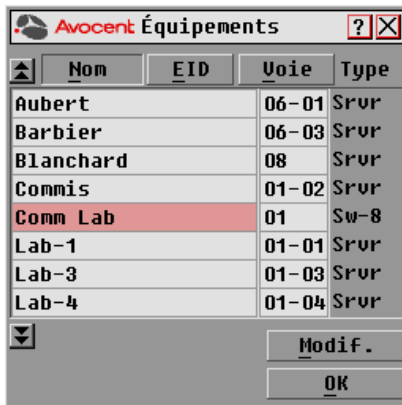 Avocent Équipements ? X
Nom EID Voie Type
Aubert 06-01 Srvr
Barbier 06-03 Srvr
Blanchard 08 Srvr
Commis 01-02 Srvr
Comm Lab 01 Sw-8
Lab-1 01-01 Srvr
Lab-3 01-03 Srvr
Lab-4 01-04 Srvr
Modif.
OK